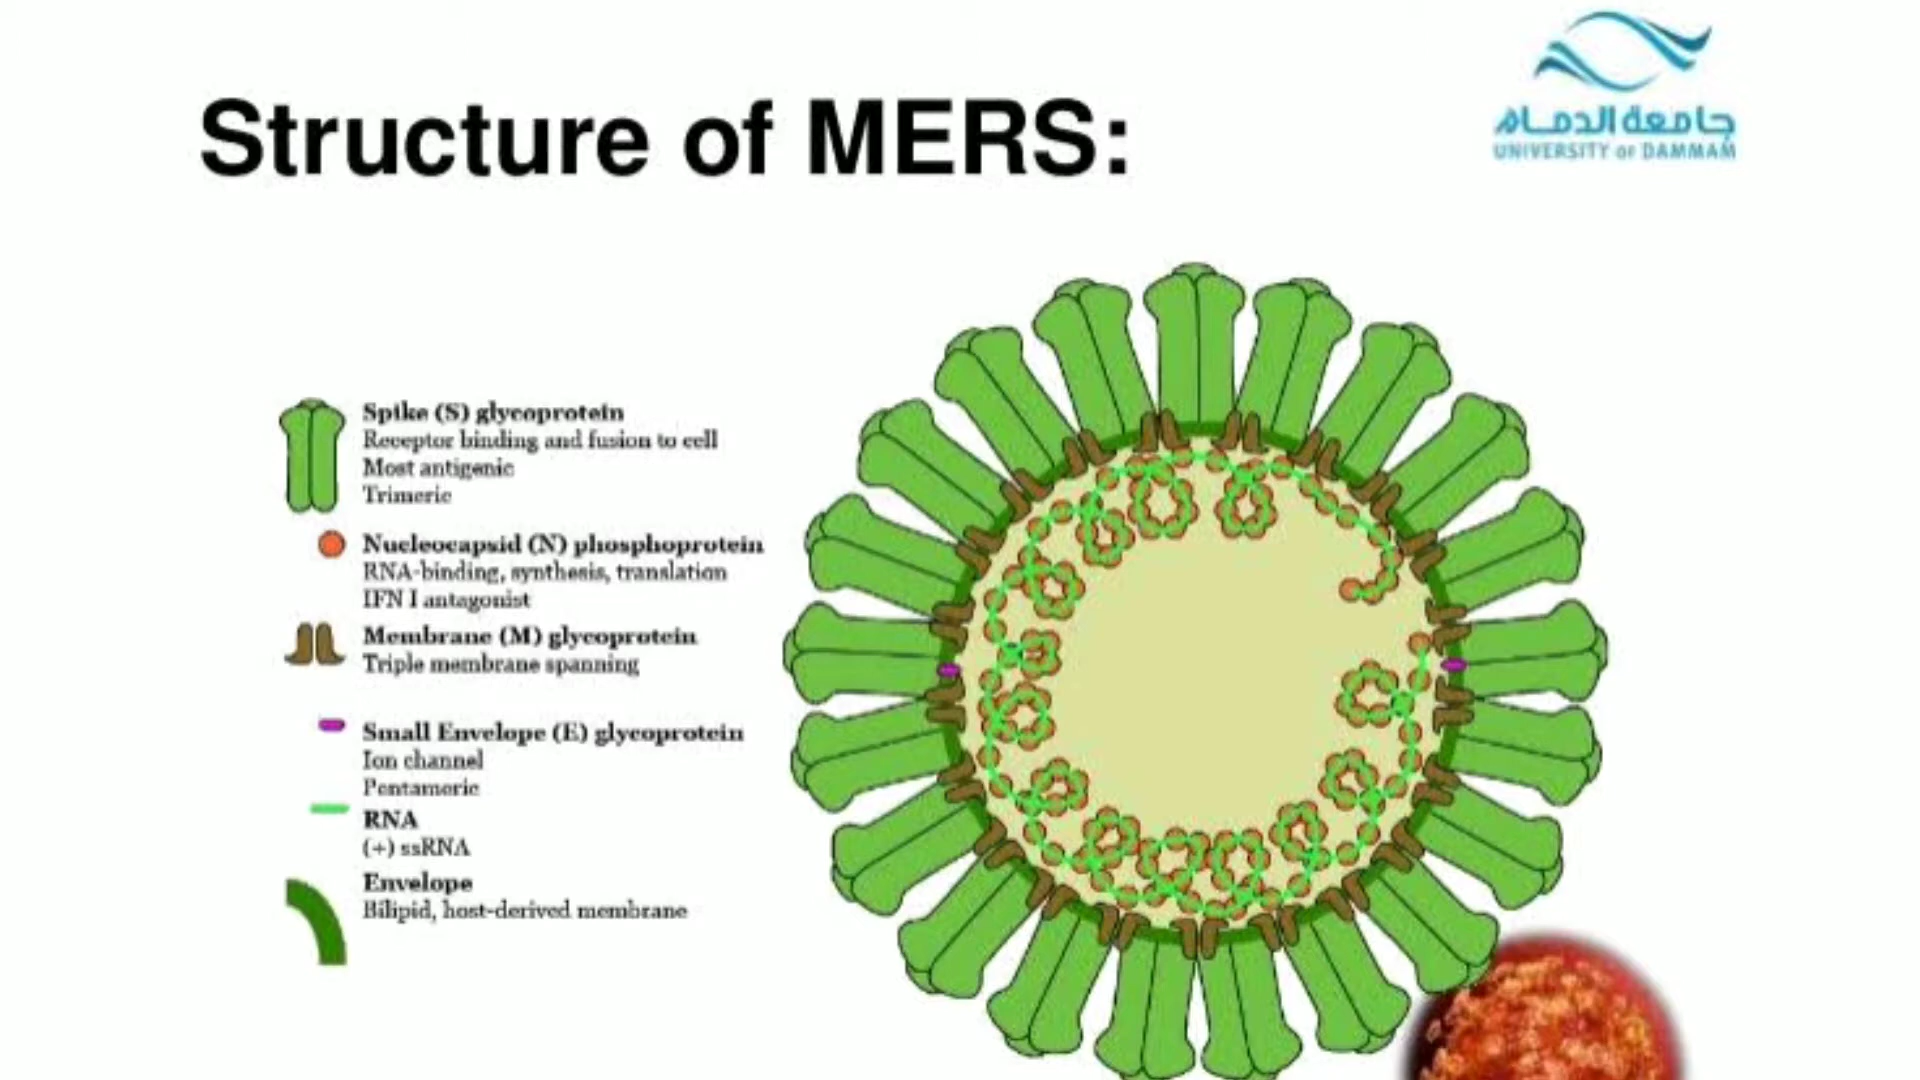 Structure of MERS:
جامعة الدمام
UNIVERSITY OF DAMMAM
Spike (S) glycoprotein
Receptor binding and fusion to cell
Most antigenic
Trimeric
Nucleocapsid (N) phosphoprotein
RNA-binding, synthesis, translation
IFN I antagonist
Membrane (M) glycoprotein
Triple membrane spanning
Small Envelope (E) glycoprotein
Ion channel
Pentameric
RNA
(+) ssRNA
Envelope
Bilipid, host-derived membrane